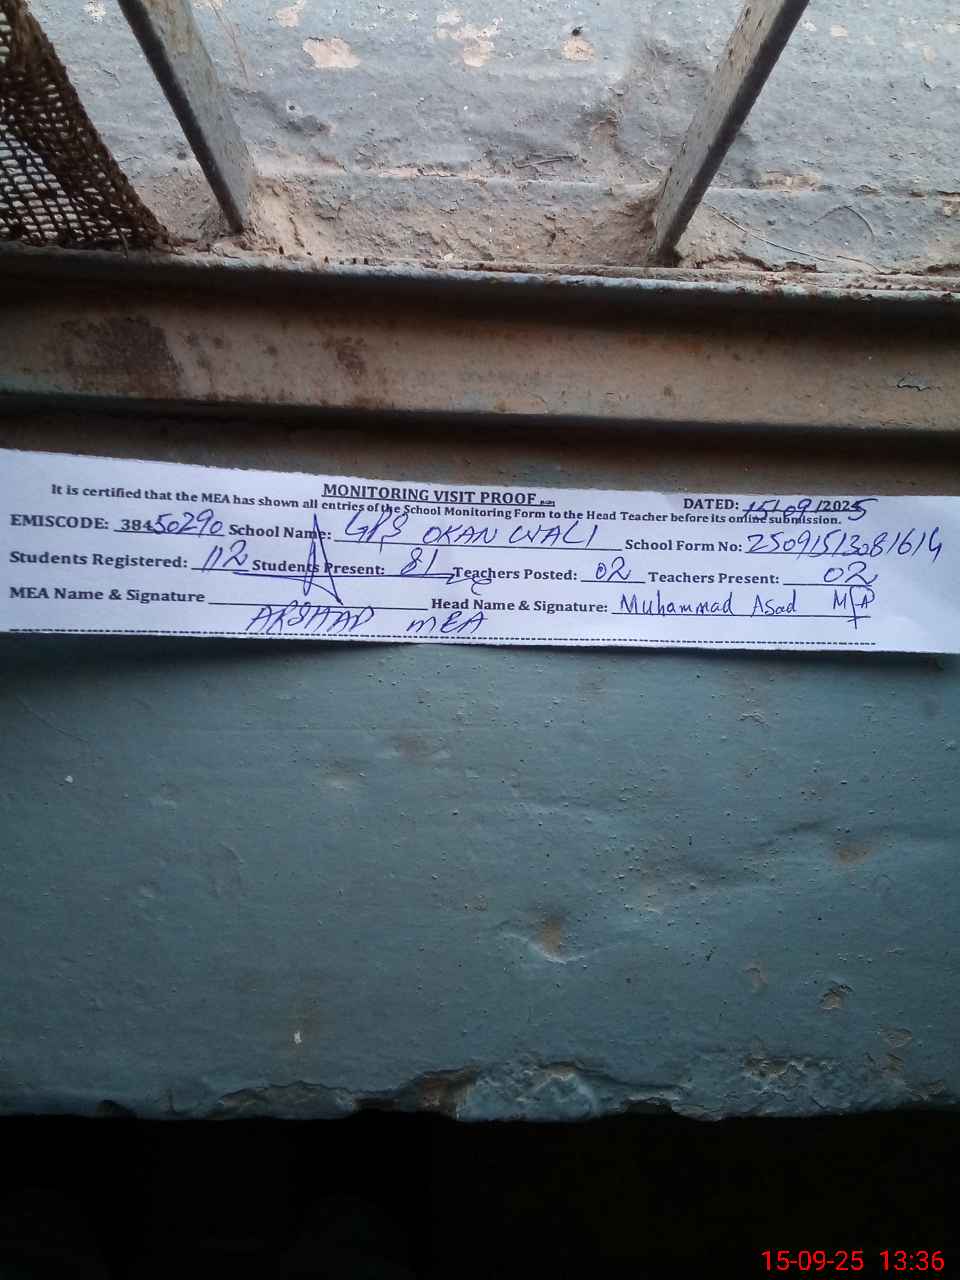 MONITORING VISIT PROOF
DATED: 15/09/2025
It is certified that the MEA has shown all entries of the School Monitoring Form to the Head Teacher before its online submission.
EMISCODE: 38450290 School Name: GPS OKAN WALI School Form No: 25091513081614
Students Registered: 112 Students Present: 81 Teachers Posted: 02 Teachers Present: 02
MEA Name & Signature ARSHAD MEA Head Name & Signature: Muhammad Asad
15-09-25 13:36